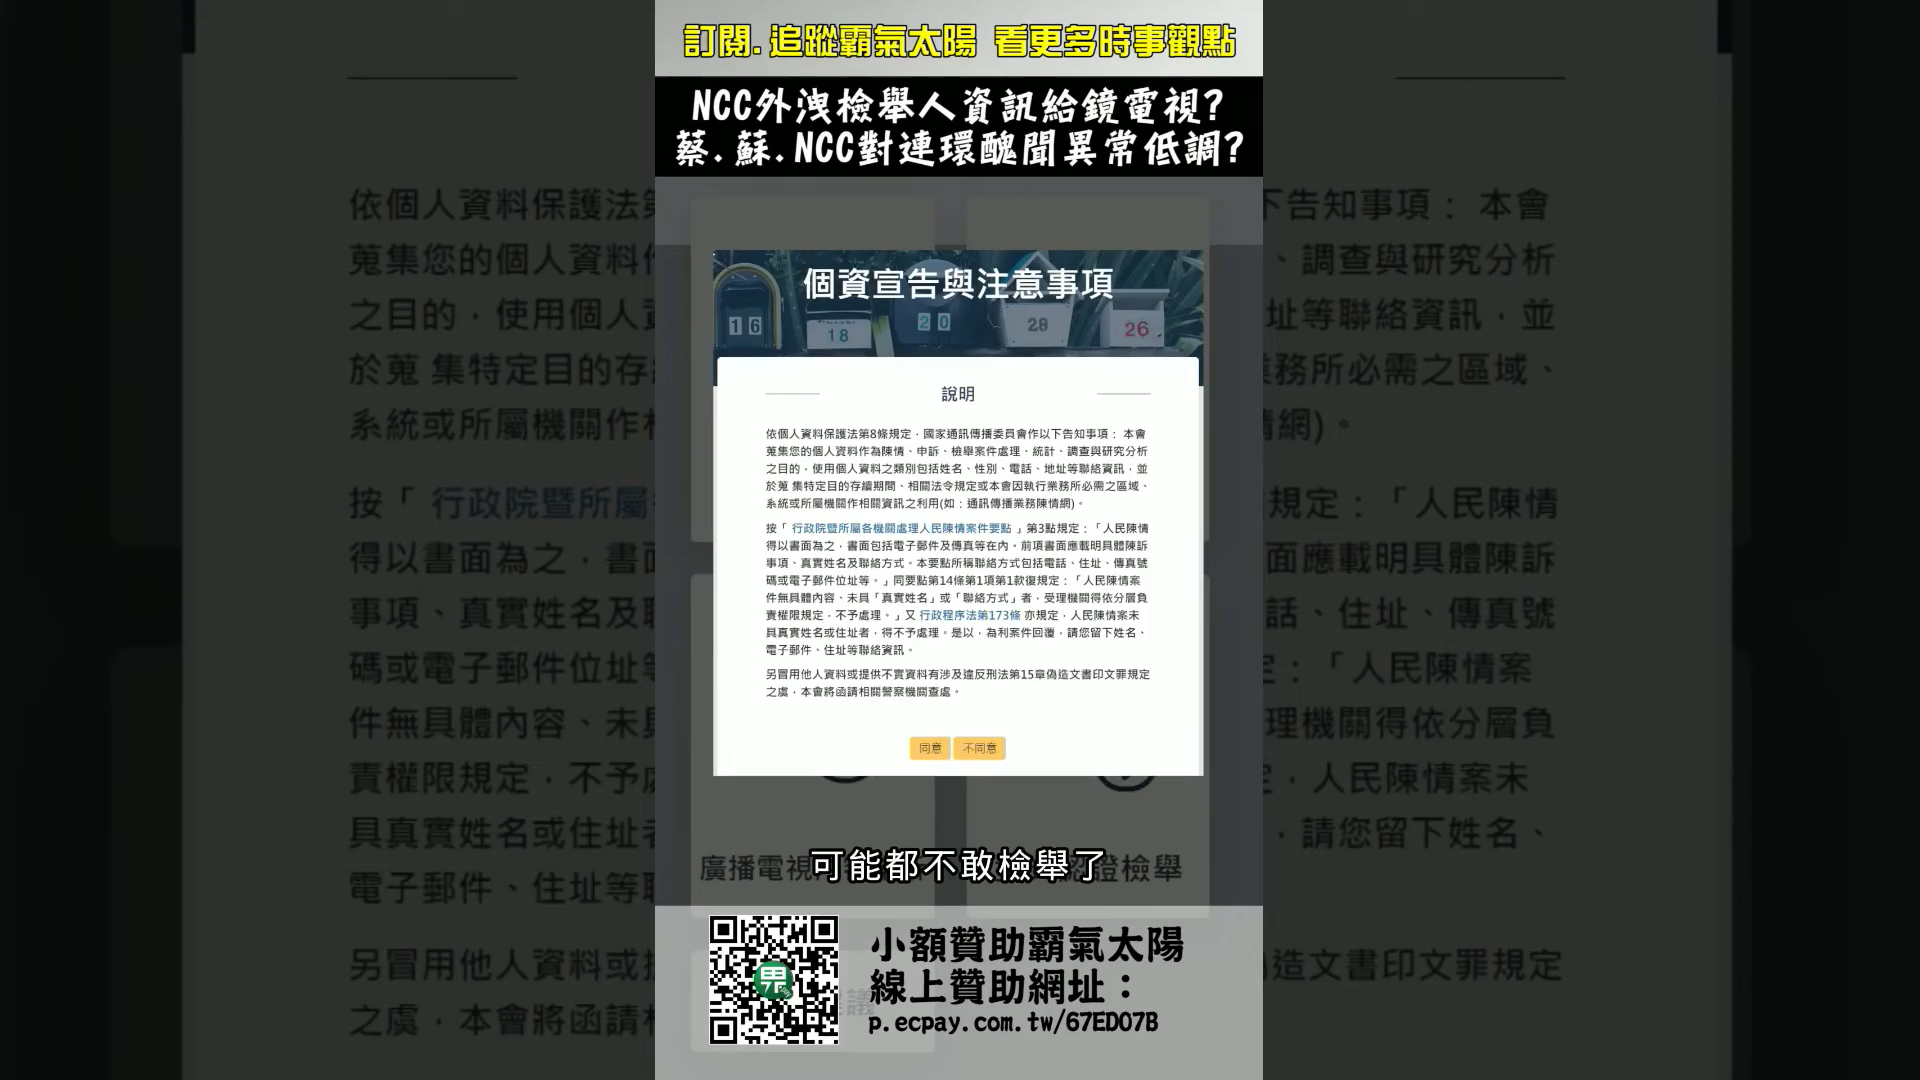 訂閱.追蹤霸氣太陽 看更多時事觀點
NCC外洩檢舉人資訊給鏡電視?
蔡.蘇.NCC對連環醜聞異常低調?
個資宣告與注意事項
16
18
20
28
26
說明
依個人資料保護法第8條規定，國家通訊傳播委員會作以下告知事項： 本會
蒐集您的個人資料作為陳情、申訴、檢舉案件處理、統計、調查與研究分析
之目的，使用個人資料之類別包括姓名、性別、電話、地址等聯絡資訊，並
於蒐 集特定目的存續期間、相關法令規定或本會因執行業務所必需之區域、
系統或所屬機關作相關資訊之利用(如：通訊傳播業務陳情網)。
按「 行政院暨所屬各機關處理人民陳情案件要點 」第3點規定：「人民陳情
得以書面為之，書面包括電子郵件及傳真等在內。前項書面應載明具體陳訴
事項、真實姓名及聯絡方式。本要點所稱聯絡方式包括電話、住址、傳真號
碼或電子郵件位址等。」同要點第14條第1項第1款復規定：「人民陳情案
件無具體內容、未具「真實姓名」或「聯絡方式」者，受理機關得依分層負
責權限規定，不予處理。」又 行政程序法第173條 亦規定，人民陳情案未
具真實姓名或住址者，得不予處理。是以，為利案件回覆，請您留下姓名、
電子郵件、住址等聯絡資訊。
另冒用他人資料或提供不實資料有涉及違反刑法第15章偽造文書印文罪規定
之虞，本會將函請相關警察機關查處。
同意
不同意
廣播電視
證檢舉
可能都不敢檢舉了
小額贊助霸氣太陽
線上贊助網址：
p.ecpay.com.tw/67ED07B